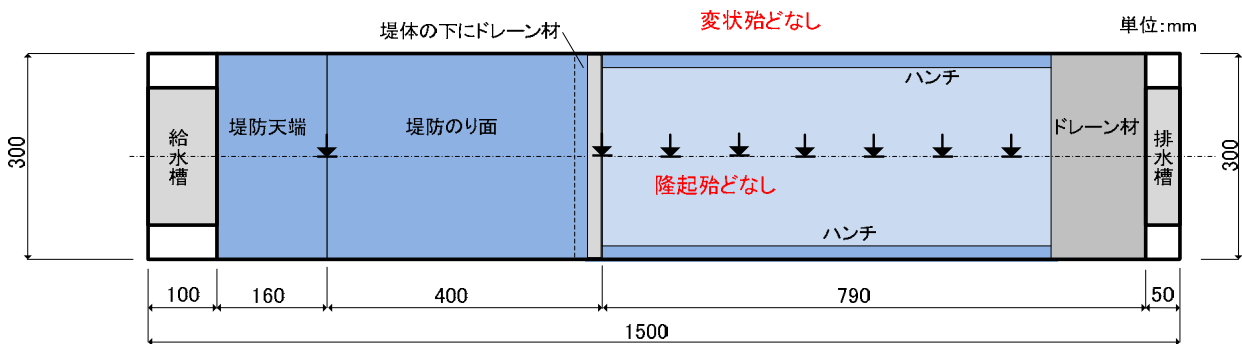 変状殆どなし
単位:mm
堤体の下にドレーン材
ハンチ
給水槽
堤防天端
堤防のり面
ドレーン材
排水槽
300
300
隆起殆どなし
ハンチ
100
160
400
790
50
1500